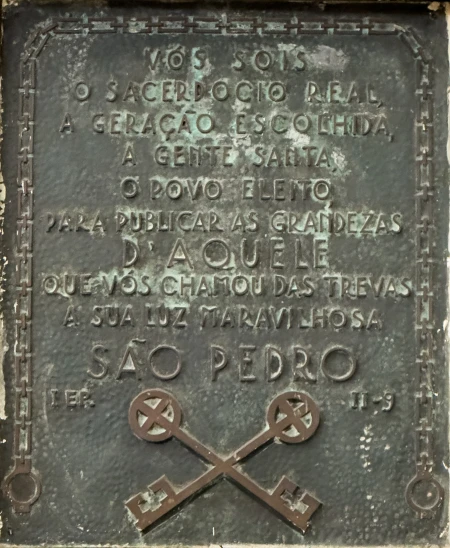 VÓS SOIS
O SACERDOCIO REAL,
A GERAÇÃO ESCOLHIDA,
A GENTE SANTA,
O POVO ELEITO
PARA PUBLICAR AS GRANDEZAS
D'AQUELE
QUE VÓS CHAMOU DAS TREVAS
A SUA LUZ MARAVILHOSA
SÃO PEDRO
I EP. II-9